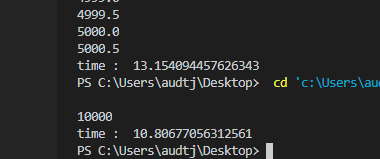 4999.5
5000.0
5000.5
time :  13.154094457626343
PS C:\Users\audtj\Desktop>  cd 'c:\Users\au
10000
time :  10.80677056312561
PS C:\Users\audtj\Desktop>